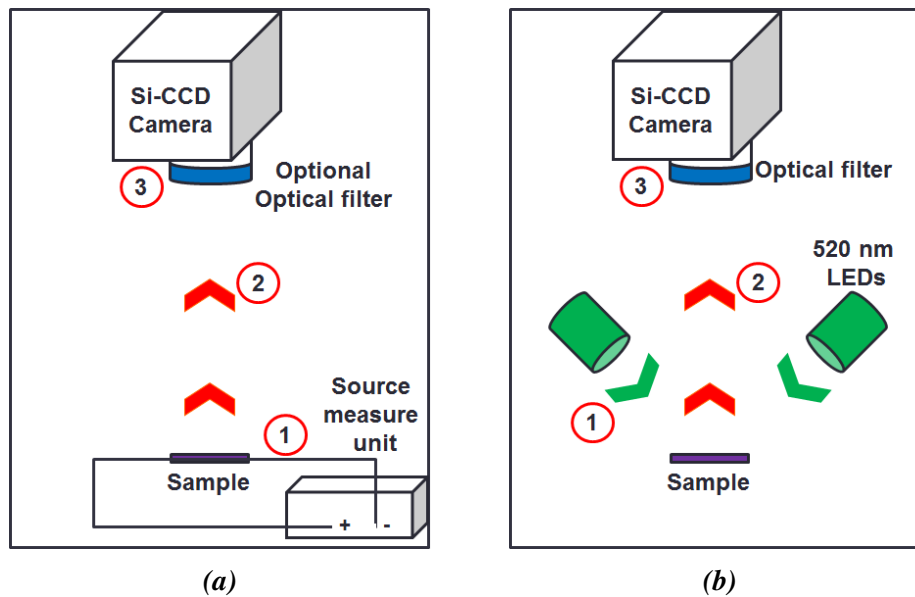 Si-CCD
Camera
3
Optional
Optical filter
2
Source
measure
unit
1
Sample
+ -
(a)
Si-CCD
Camera
3
Optical filter
520 nm
LEDs
2
1
Sample
(b)